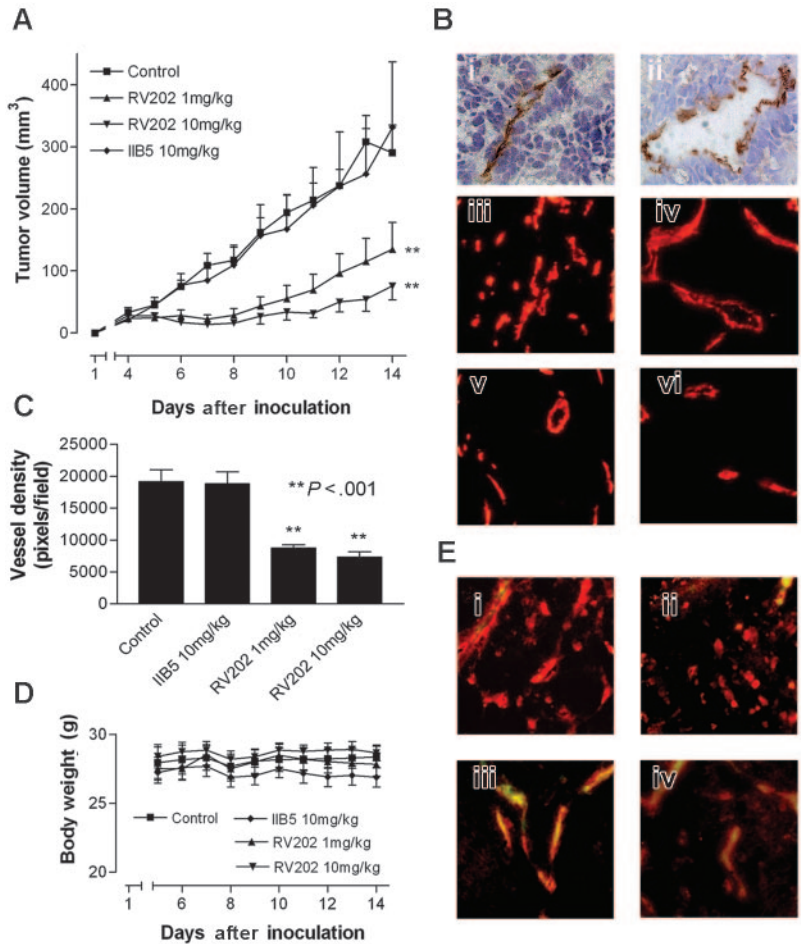 A
Tumor volume (mm³)
400
300
200
100
0
Control
RV202 1mg/kg
RV202 10mg/kg
IIB5 10mg/kg
**
**
1 4 6 8 10 12 14
Days after inoculation
B
i
ii
iii
iv
v
vi
C
Vessel density
(pixels/field)
25000
20000
15000
10000
5000
0
**P < .001
**
**
Control
IIB5 10mg/kg
RV202 1mg/kg
RV202 10mg/kg
D
Body weight (g)
30
27
24
20
Control
IIB5 10mg/kg
RV202 1mg/kg
RV202 10mg/kg
1 6 8 10 12 14
Days after inoculation
E
i
ii
iii
iv